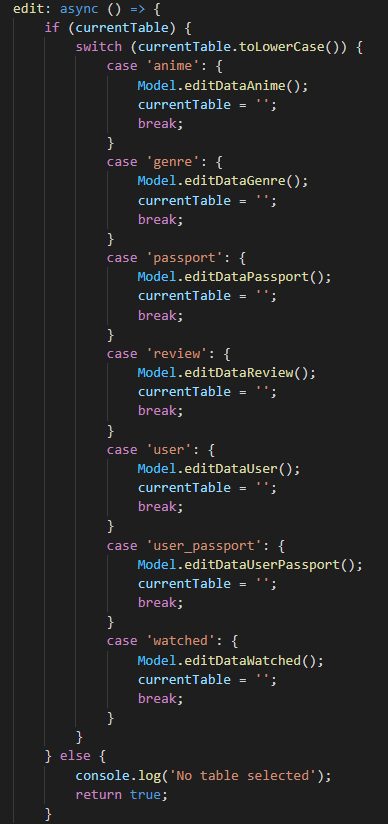 edit: async () => {
    if (currentTable) {
        switch (currentTable.toLowerCase()) {
            case 'anime': {
                Model.editDataAnime();
                currentTable = '';
                break;
            }
            case 'genre': {
                Model.editDataGenre();
                currentTable = '';
                break;
            }
            case 'passport': {
                Model.editDataPassport();
                currentTable = '';
                break;
            }
            case 'review': {
                Model.editDataReview();
                currentTable = '';
                break;
            }
            case 'user': {
                Model.editDataUser();
                currentTable = '';
                break;
            }
            case 'user_passport': {
                Model.editDataUserPassport();
                currentTable = '';
                break;
            }
            case 'watched': {
                Model.editDataWatched();
                currentTable = '';
                break;
            }
        }
    } else {
        console.log('No table selected');
        return true;
    }